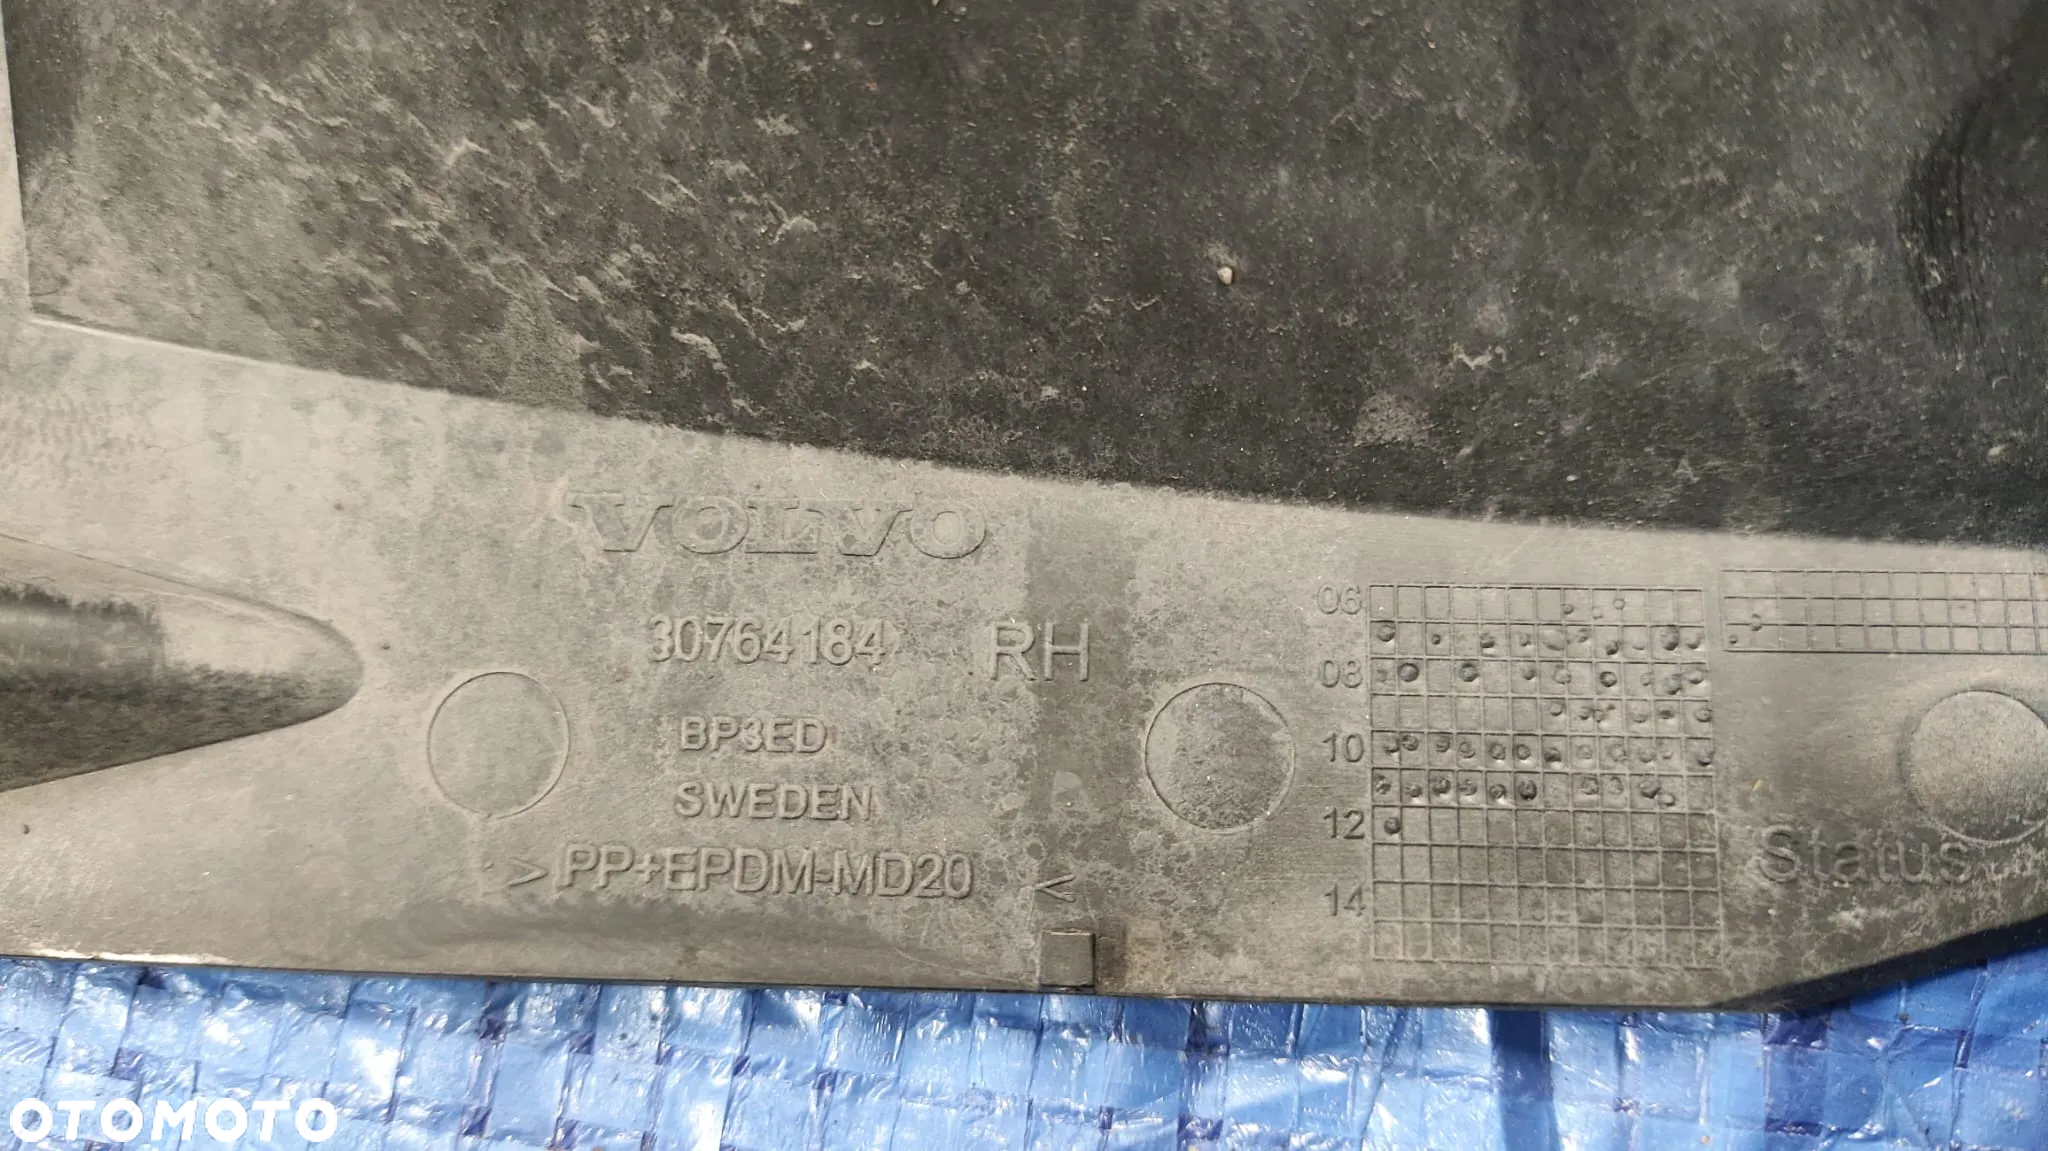 VOLVO
30764184 RH
BP3ED
SWEDEN
>PP+EPDM-MD20<
06
08
10
12
14
Status
OTOMOTO